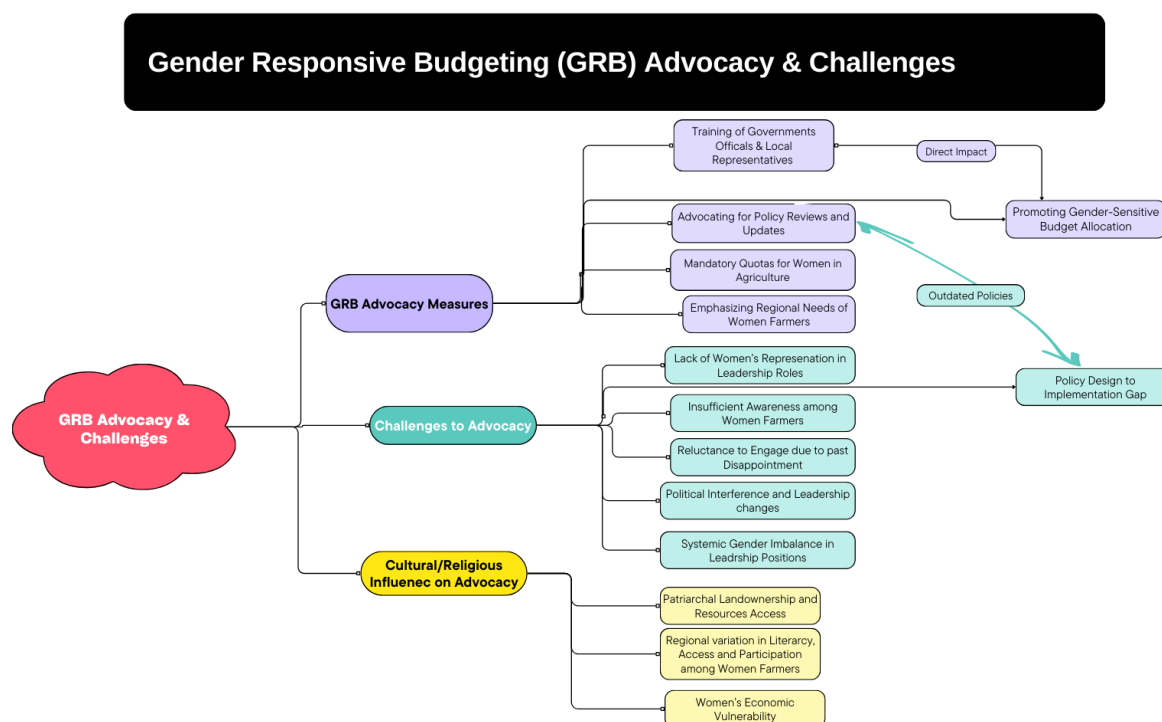 Gender Responsive Budgeting (GRB) Advocacy & Challenges
Training of Governments
Officals & Local
Representatives
Direct Impact
Promoting Gender-Sensitive
Budget Allocation
Advocating for Policy Reviews and
Updates
Mandatory Quotas for Women in
Agriculture
GRB Advocacy Measures
Emphasizing Regional Needs of
Women Farmers
Outdated Policies
Lack of Women's Represenation in
Leadership Roles
Policy Design to
Implementation Gap
GRB Advocacy &
Challenges
Challenges to Advocacy
Insufficient Awareness among
Women Farmers
Reluctance to Engage due to past
Disappointment
Political Interference and Leadership
changes
Systemic Gender Imbalance in
Leadrship Positions
Cultural/Religious
Influenec on Advocacy
Patriarchal Landownership and
Resources Access
Regional variation in Literarcy,
Access and Participation
among Women Farmers
Women's Economic
Vulnerability